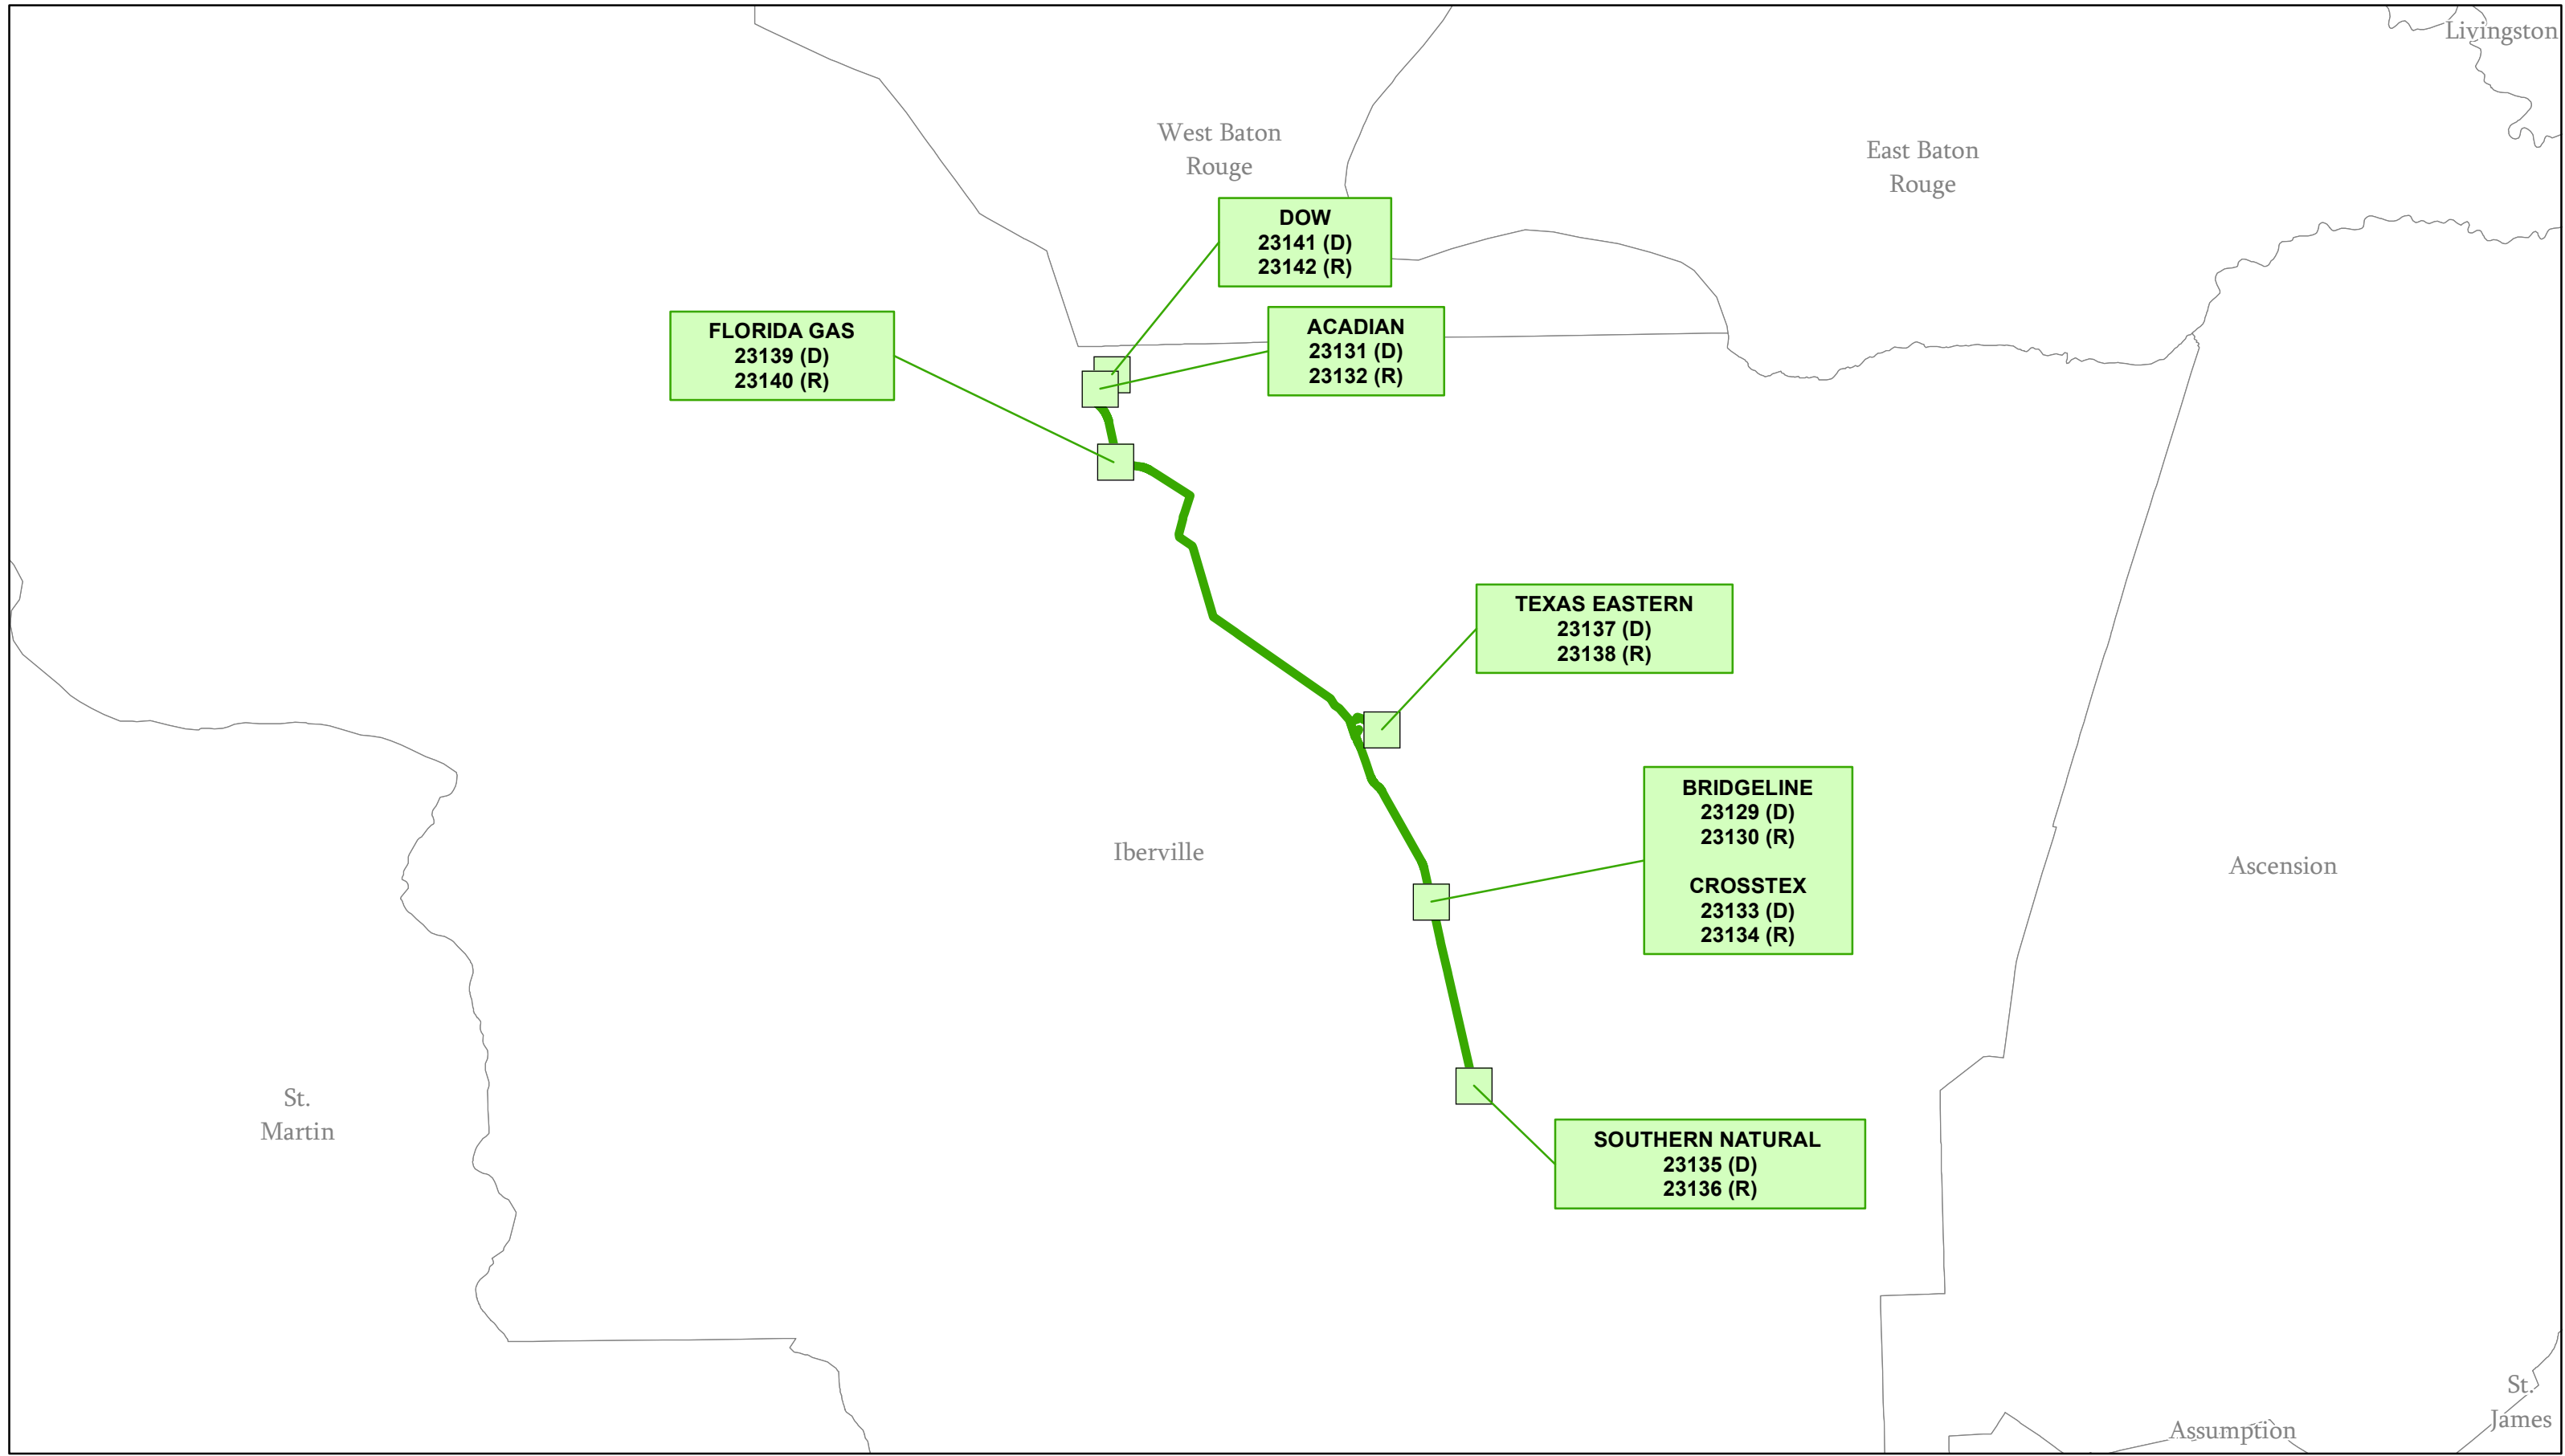 Livingston
West Baton
Rouge
East Baton
Rouge
DOW
23141 (D)
23142 (R)
ACADIAN
23131 (D)
23132 (R)
FLORIDA GAS
23139 (D)
23140 (R)
TEXAS EASTERN
23137 (D)
23138 (R)
BRIDGELINE
23129 (D)
23130 (R)
CROSSTEX
23133 (D)
23134 (R)
Iberville
Ascension
St.
Martin
SOUTHERN NATURAL
23135 (D)
23136 (R)
St.
James
Assumption